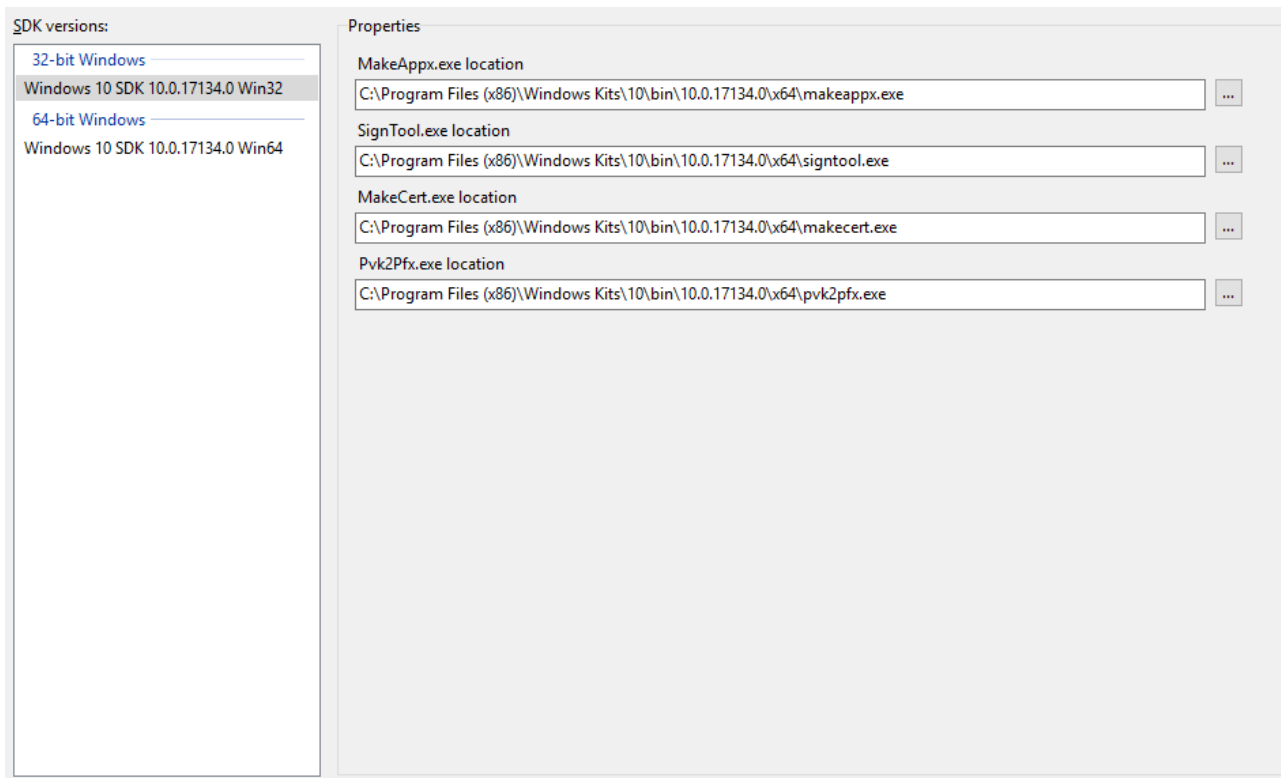 SDK versions:
32-bit Windows
Windows 10 SDK 10.0.17134.0 Win32
64-bit Windows
Windows 10 SDK 10.0.17134.0 Win64
Properties
MakeAppx.exe location
C:\Program Files (x86)\Windows Kits\10\bin\10.0.17134.0\x64\makeappx.exe
...
SignTool.exe location
C:\Program Files (x86)\Windows Kits\10\bin\10.0.17134.0\x64\signtool.exe
...
MakeCert.exe location
C:\Program Files (x86)\Windows Kits\10\bin\10.0.17134.0\x64\makecert.exe
...
Pvk2Pfx.exe location
C:\Program Files (x86)\Windows Kits\10\bin\10.0.17134.0\x64\pvk2pfx.exe
...